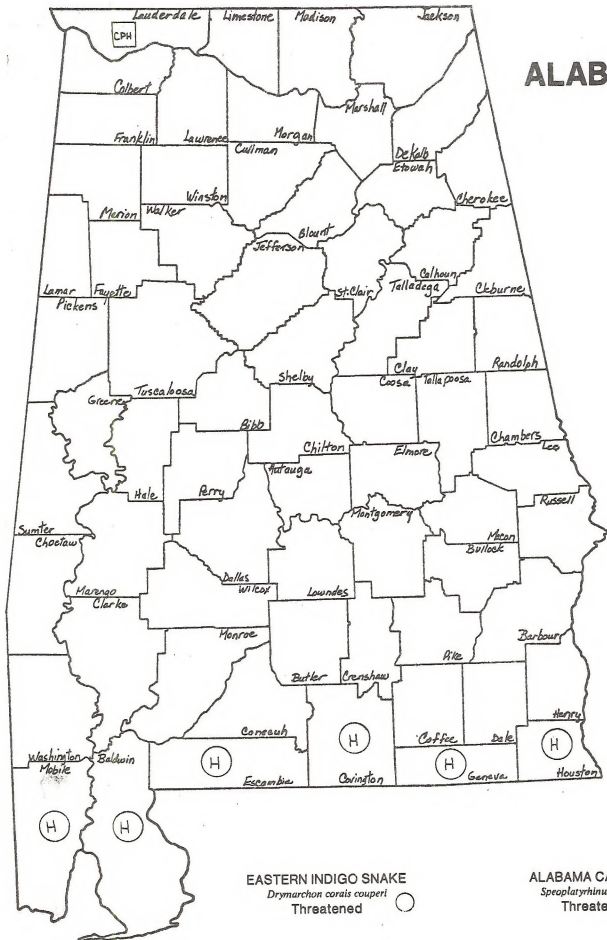 Lauderdale Limestone Madison Jackson
CPH
ALAB
Colbert
Marshall
Franklin Lawrence Morgan
Cullman
DeKalb
Etowah
Winston
Cherokee
Marion Walker
Blount
Jefferson
Calhoun
Lamar Fayette St. Clair Talladega Cleburne
Pickens
Shelby Clay Randolph
Coosa Tallapoosa
Greene Tuscaloosa
Bibb
Chambers
Chilton Elmore Lee
Autauga
Hale Perry Russell
Montgomery
Sumter Macon
Choctaw Bullock
Dallas
Marengo Wilcox Lowndes
Clarke
Monroe Barbour
Pike
Butler Crenshaw
Henry
Conecuh Coffee Dale
H H H H
Washington Baldwin
Mobile Escambia Covington Geneva Houston
H H
EASTERN INDIGO SNAKE
Drymarchon corais couperi
Threatened
ALABAMA CA
Speoplatyrhinu
Threate